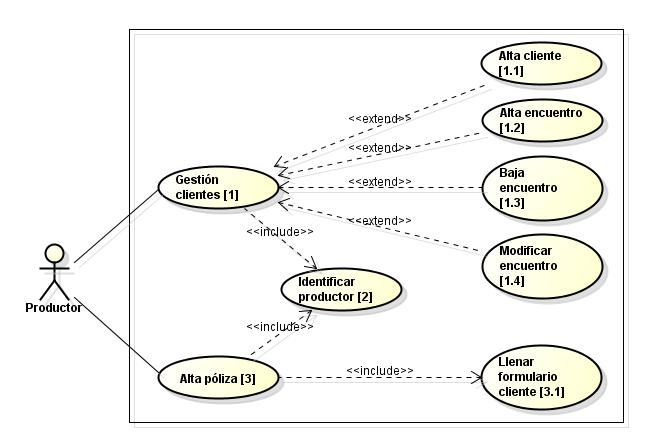 Alta cliente
[1.1]
<<extend>>
Alta encuentro
[1.2]
<<extend>>
Gestión
clientes [1]
<<extend>>
Baja
encuentro
[1.3]
<<extend>>
<<include>>
Modificar
encuentro
[1.4]
Identificar
productor [2]
Productor
<<include>>
Alta póliza [3]
<<include>>
Llenar
formulario
cliente [3.1]